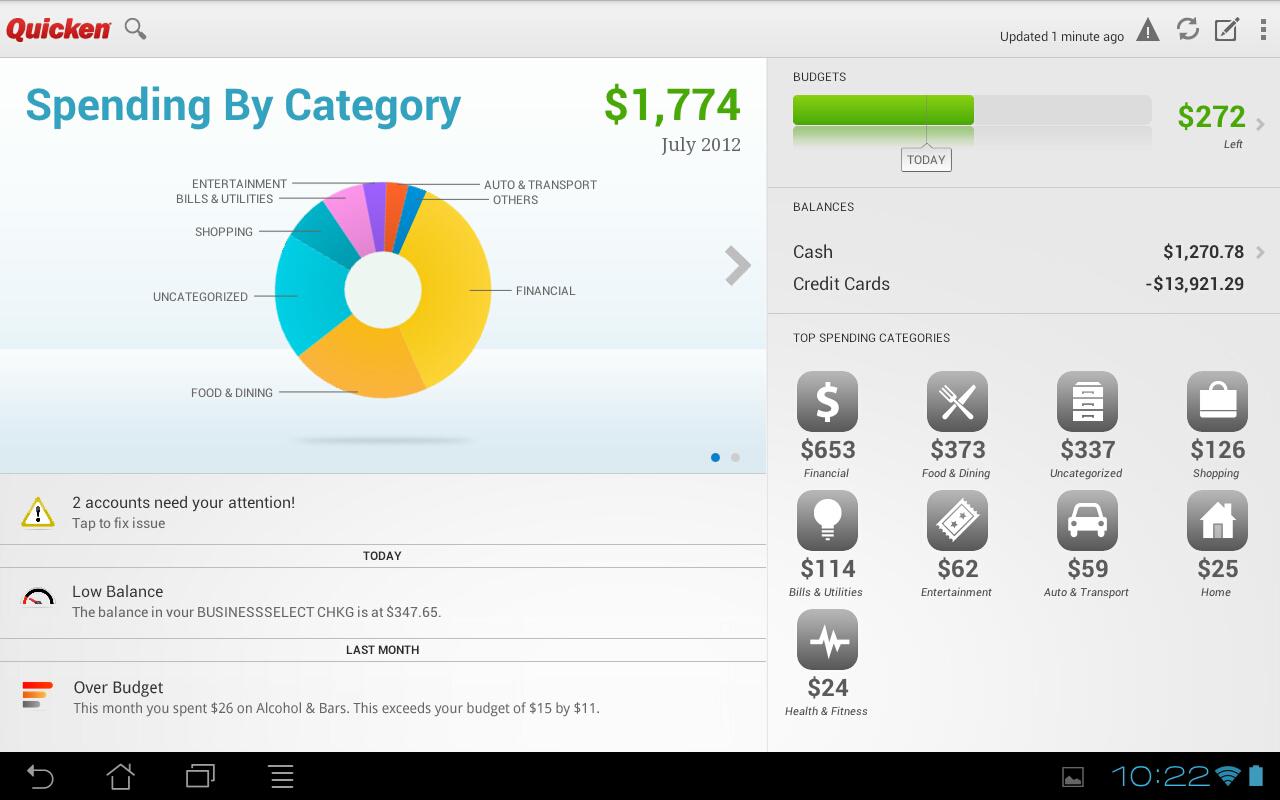 Quicken
Updated 1 minute ago
Spending By Category
$1,774
July 2012
ENTERTAINMENT
AUTO & TRANSPORT
BILLS & UTILITIES
OTHERS
SHOPPING
UNCATEGORIZED
FINANCIAL
FOOD & DINING
2 accounts need your attention!
Tap to fix issue
TODAY
Low Balance
The balance in your BUSINESSSELECT CHKG is at $347.65.
LAST MONTH
Over Budget
This month you spent $26 on Alcohol & Bars. This exceeds your budget of $15 by $11.
BUDGETS
$272
Left
TODAY
BALANCES
Cash $1,270.78
Credit Cards -$13,921.29
TOP SPENDING CATEGORIES
$653 $373 $337 $126
Financial Food & Dining Uncategorized Shopping
$114 $62 $59 $25
Bills & Utilities Entertainment Auto & Transport Home
$24
Health & Fitness
10:22